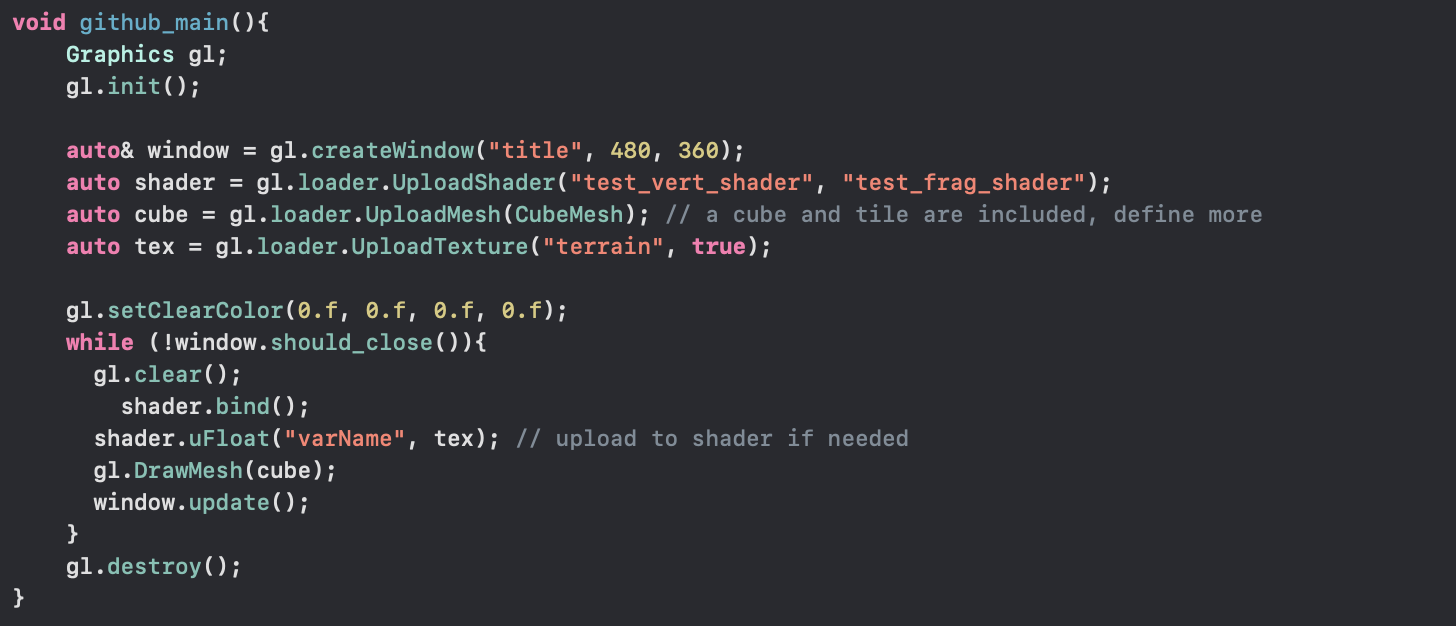 void github_main(){
    Graphics gl;
    gl.init();

    auto& window = gl.createWindow("title", 480, 360);
    auto shader = gl.loader.UploadShader("test_vert_shader", "test_frag_shader");
    auto cube = gl.loader.UploadMesh(CubeMesh); // a cube and tile are included, define more
    auto tex = gl.loader.UploadTexture("terrain", true);

    gl.setClearColor(0.f, 0.f, 0.f, 0.f);
    while (!window.should_close()){
      gl.clear();
        shader.bind();
      shader.uFloat("varName", tex); // upload to shader if needed
      gl.DrawMesh(cube);
      window.update();
    }
    gl.destroy();
}